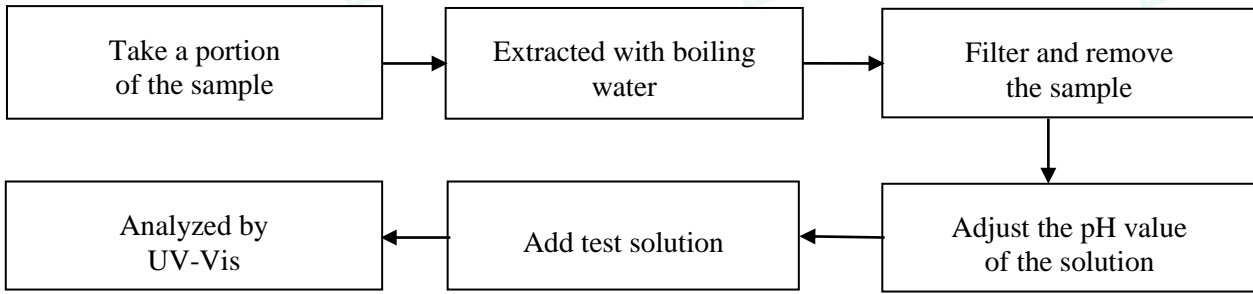 Take a portion
of the sample
Extracted with boiling
water
Filter and remove
the sample
Adjust the pH value
of the solution
Add test solution
Analyzed by
UV-Vis